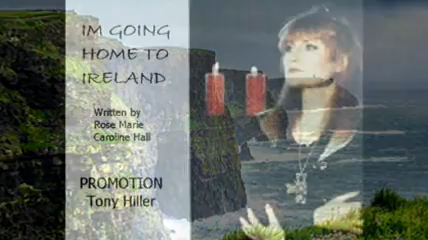 IM GOING
HOME TO
IRELAND
Written by
Rose Marie
Caroline Hall
PROMOTION
Tony Hiller